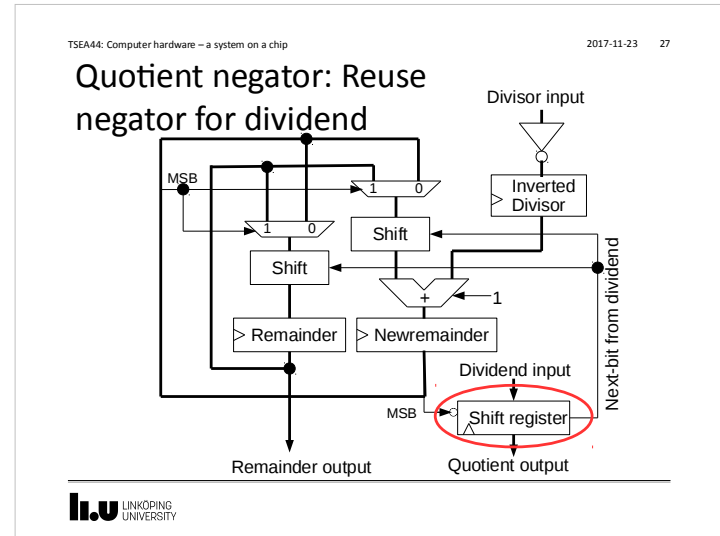 TSEA44: Computer hardware – a system on a chip
2017-11-23 27
Quotient negator: Reuse
negator for dividend
Divisor input
MSB
1 0
Inverted
Divisor
1 0
Shift
Shift
Next-bit from dividend
+
1
Remainder
Newremainder
Dividend input
MSB
Shift register
Remainder output
Quotient output
li.u LINKÖPING
UNIVERSITY